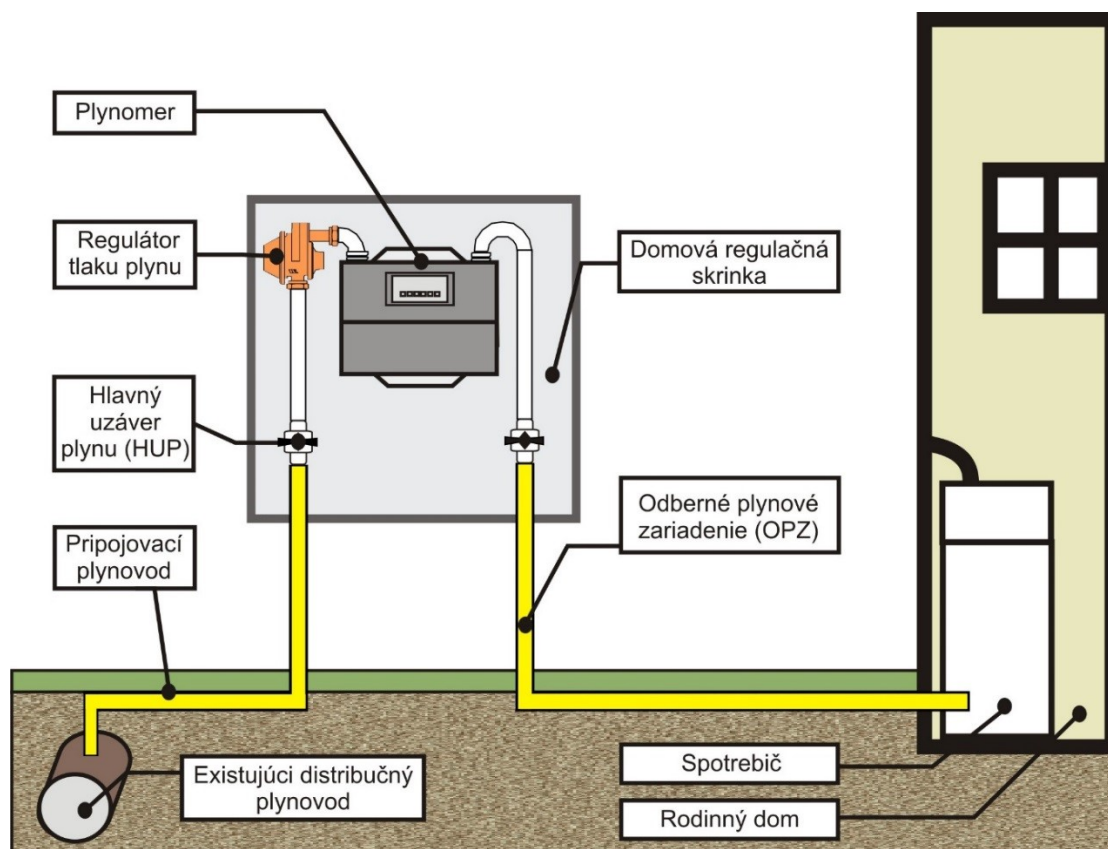 Plynomer
Regulátor
tlaku plynu
Hlavný
uzáver
plynu (HUP)
Pripojovací
plynovod
Existujúci distribučný
plynovod
Domová regulačná
skrinka
Odberné plynové
zariadenie (OPZ)
Spotrebič
Rodinný dom